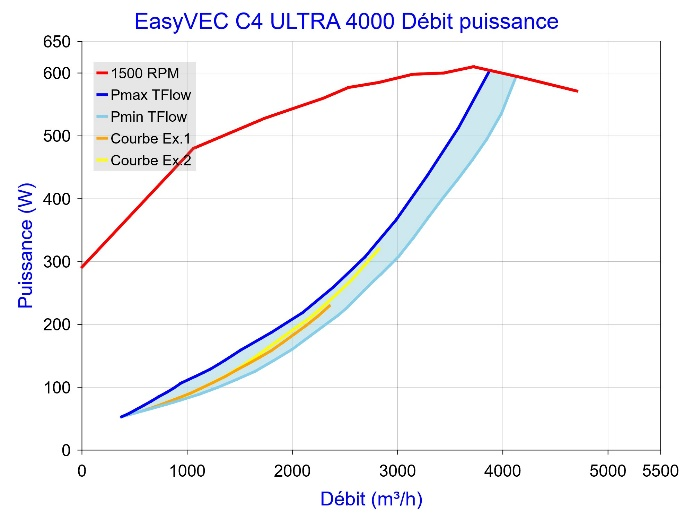 EasyVEC C4 ULTRA 4000 Débit puissance
650
600
500
400
300
200
100
0
Puissance (W)
1500 RPM
Pmax TFlow
Pmin TFlow
Courbe Ex.1
Courbe Ex.2
0 1000 2000 3000 4000 5000 5500
Débit (m³/h)